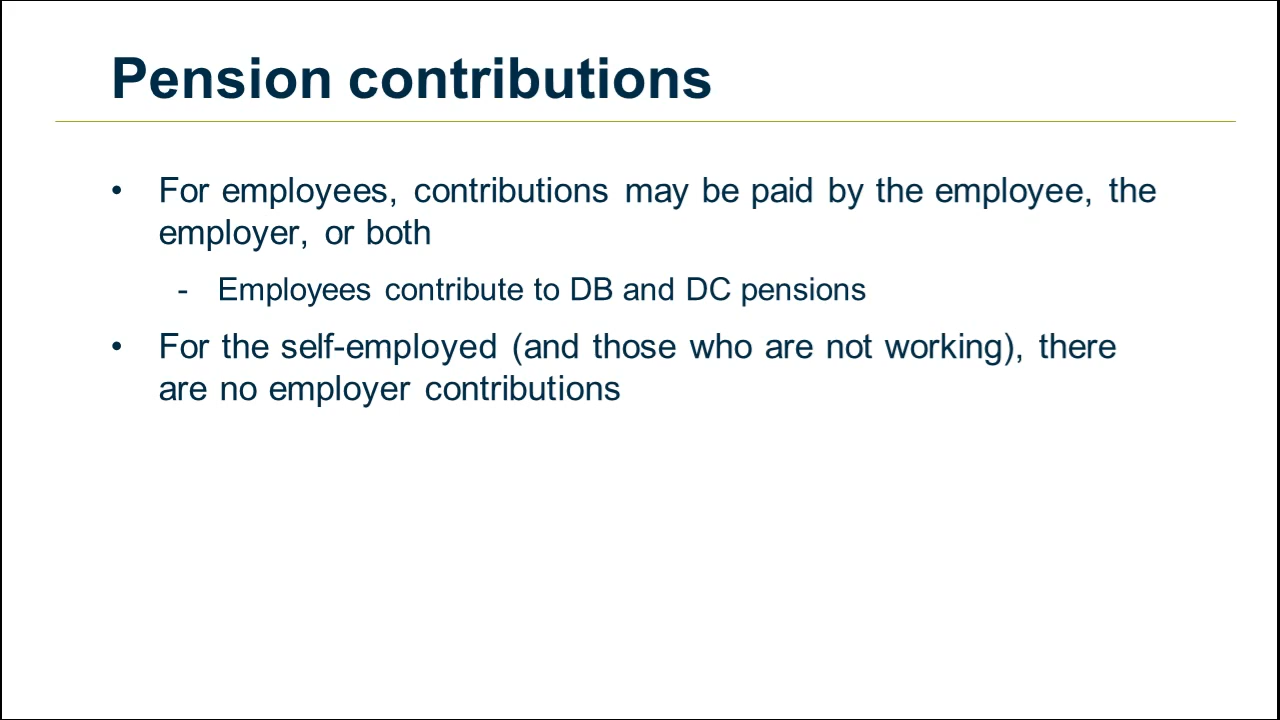 Pension contributions
• For employees, contributions may be paid by the employee, the
employer, or both
- Employees contribute to DB and DC pensions
• For the self-employed (and those who are not working), there
are no employer contributions